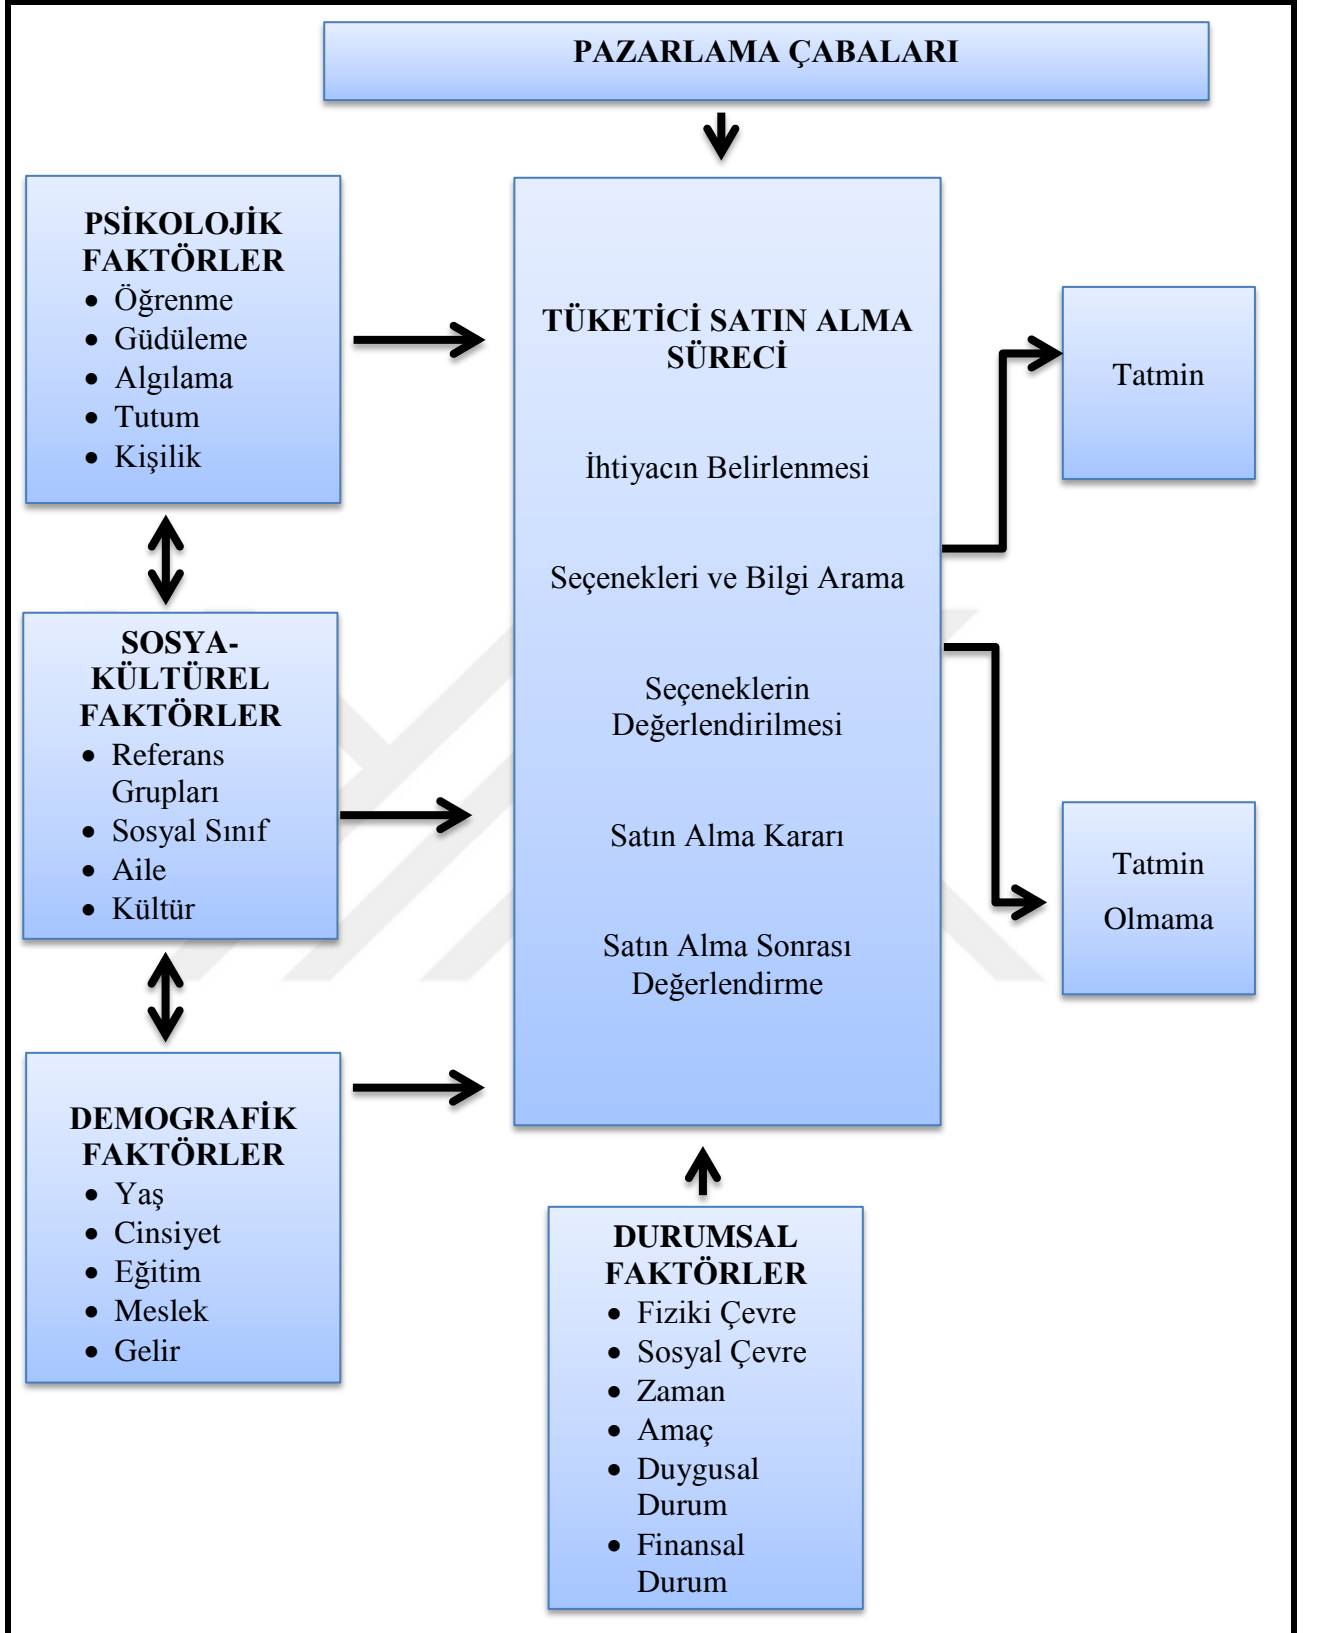 PAZARLAMA ÇABALARI
PSİKOLOJİK
FAKTÖRLER
• Öğrenme
• Güdüleme
• Algılama
• Tutum
• Kişilik
SOSYA-
KÜLTÜREL
FAKTÖRLER
• Referans
Grupları
• Sosyal Sınıf
• Aile
• Kültür
DEMOGRAFİK
FAKTÖRLER
• Yaş
• Cinsiyet
• Eğitim
• Meslek
• Gelir
TÜKETİCİ SATIN ALMA
SÜRECİ
İhtiyacın Belirlenmesi
Seçenekleri ve Bilgi Arama
Seçeneklerin
Değerlendirilmesi
Satın Alma Kararı
Satın Alma Sonrası
Değerlendirme
DURUMSAL
FAKTÖRLER
• Fiziki Çevre
• Sosyal Çevre
• Zaman
• Amaç
• Duygusal
Durum
• Finansal
Durum
Tatmin
Tatmin
Olmama